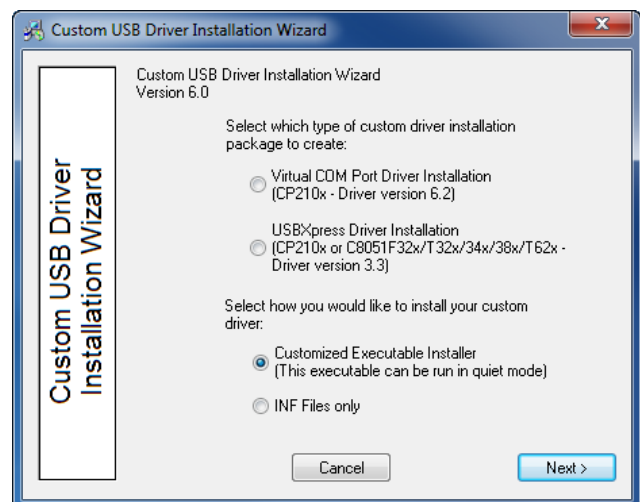 Custom USB Driver Installation Wizard
Custom USB Driver
Installation Wizard
Custom USB Driver Installation Wizard
Version 6.0
Select which type of custom driver installation
package to create:
Virtual COM Port Driver Installation
(CP210x - Driver version 6.2)
USBXpress Driver Installation
(CP210x or C8051F32x/T32x/34x/38x/T62x -
Driver version 3.3)
Select how you would like to install your custom
driver:
Customized Executable Installer
(This executable can be run in quiet mode)
INF Files only
Cancel
Next >